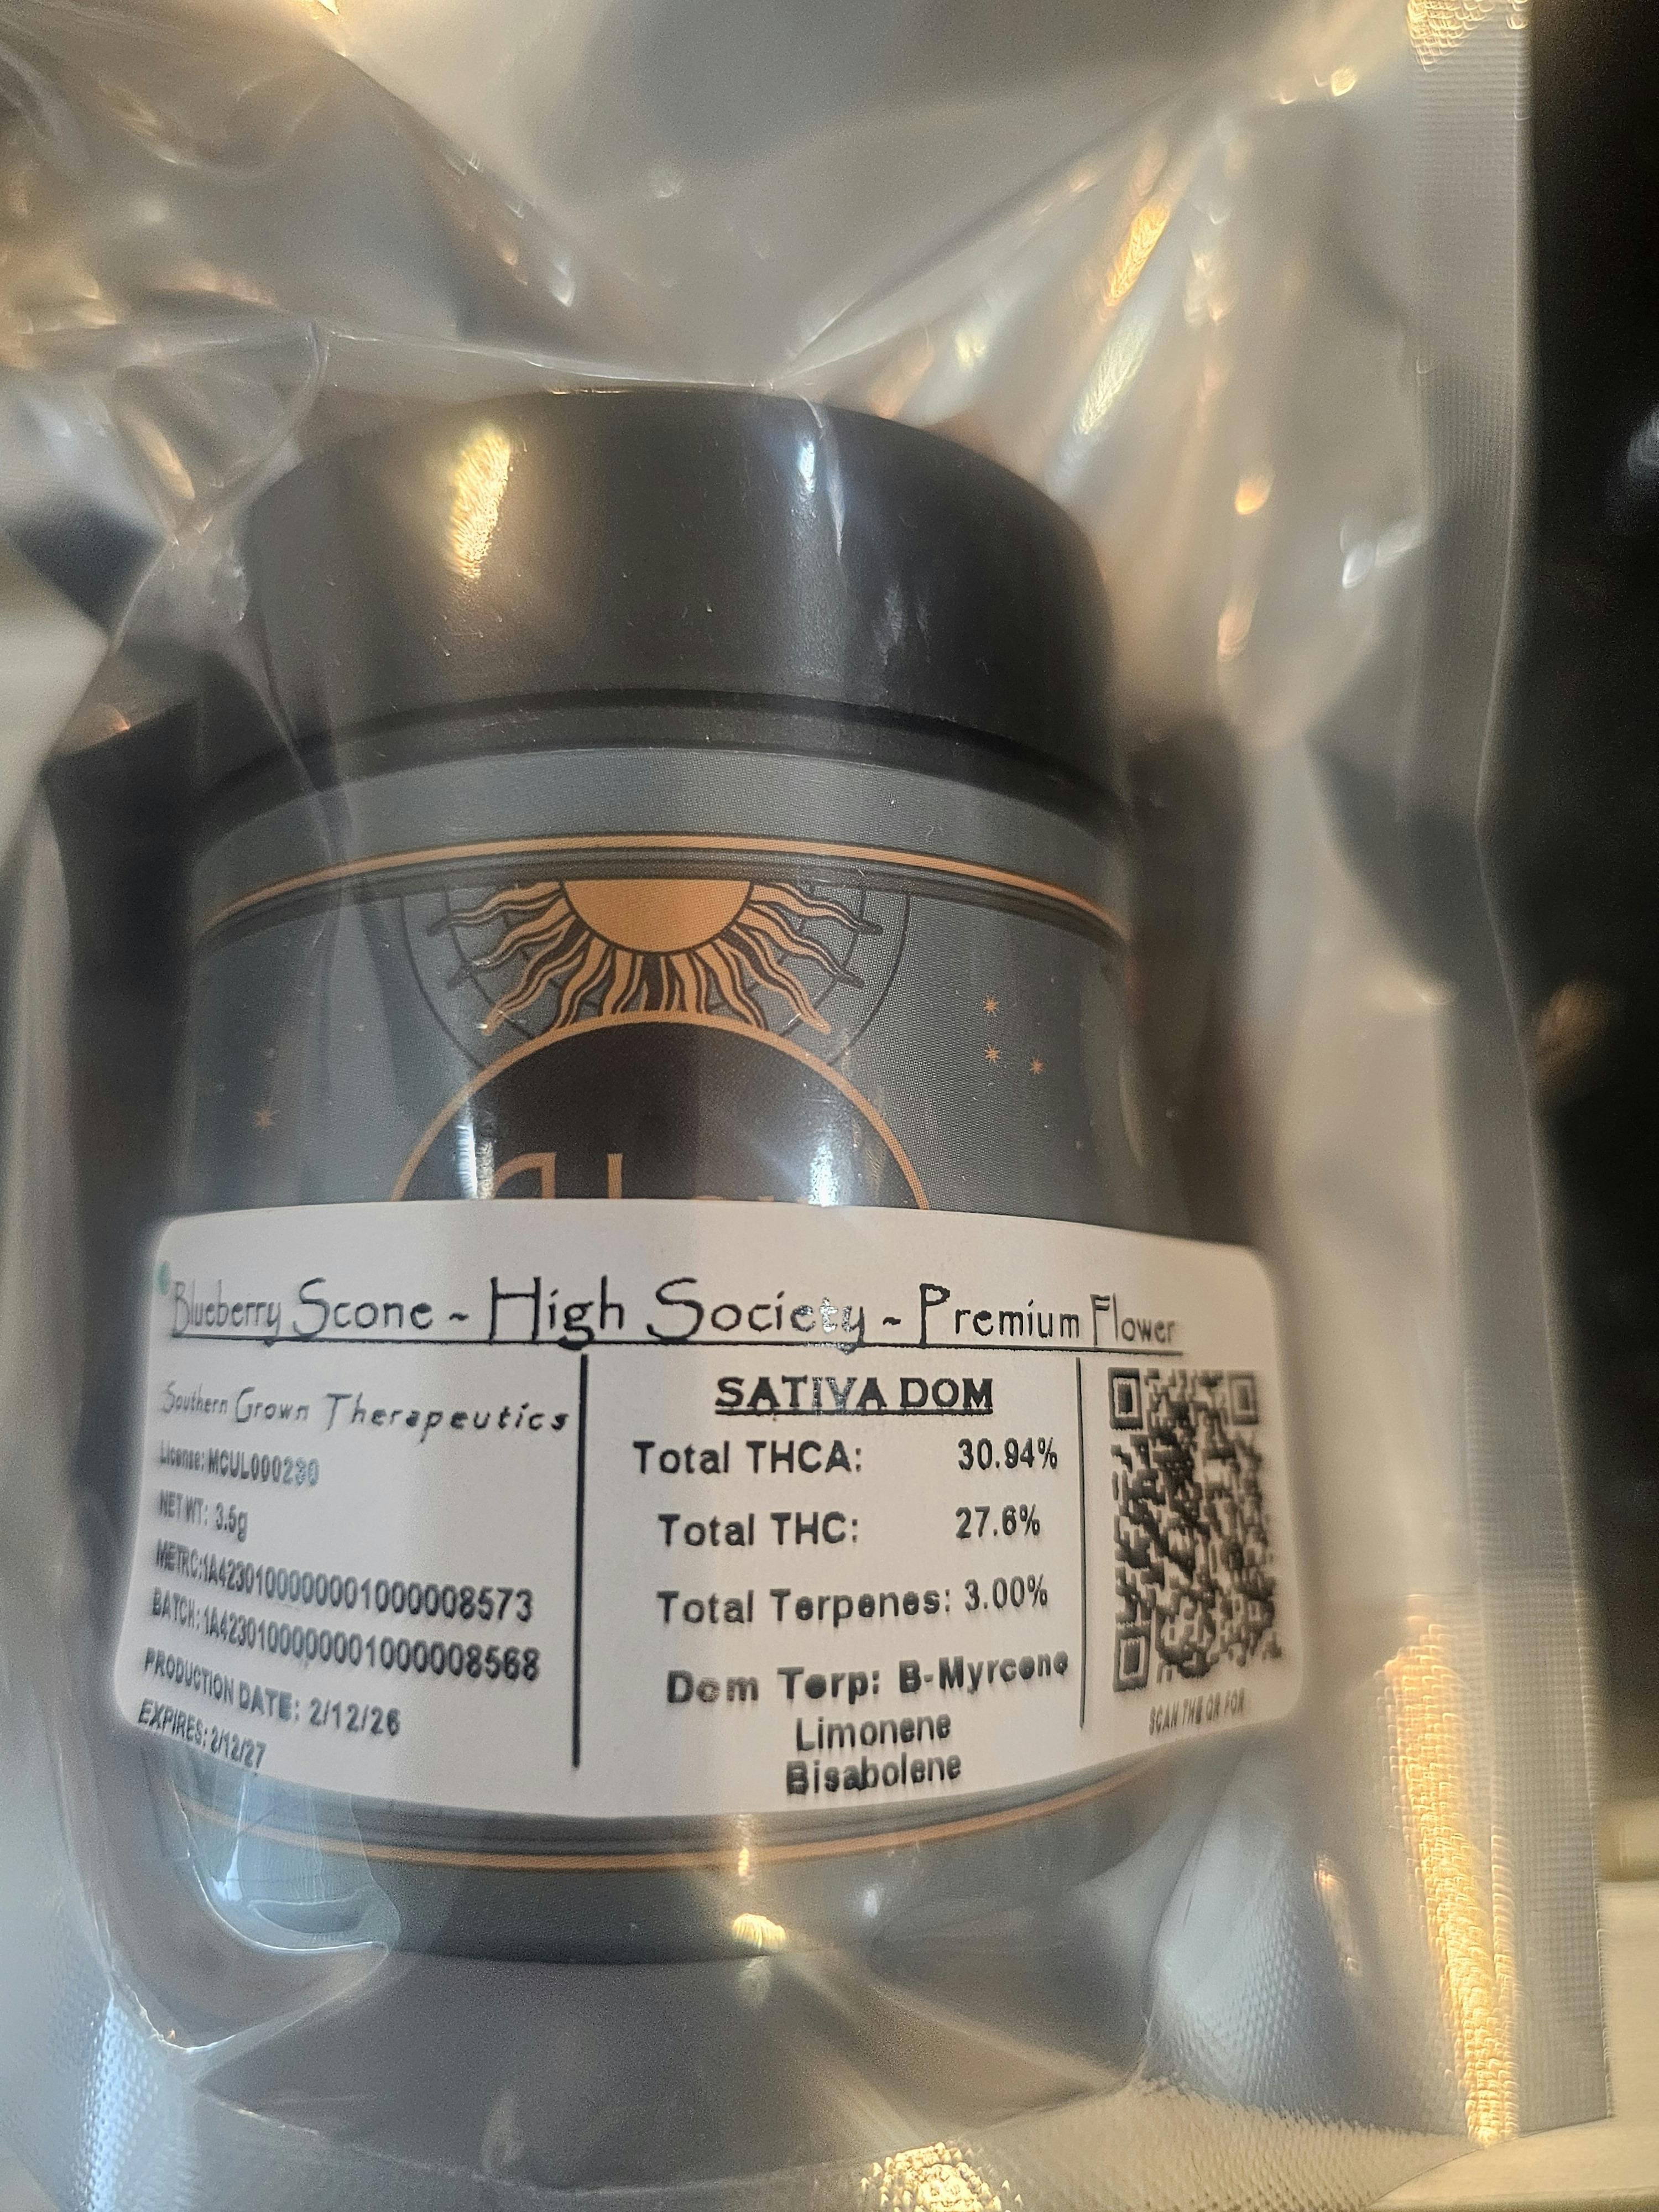 Blueberry Scone ~ High Society ~ Premium Flower
Southern Grown Therapeutics
License: MCUL000230
NET WT: 3.5g
METRC:1A4230100000001000008573
BATCH: 1A4230100000001000008568
PRODUCTION DATE: 2/12/26
EXPIRES: 2/12/27
SATIVA DOM
Total THCA: 30.94%
Total THC: 27.6%
Total Terpenes: 3.00%
Dom Terp: B-Myrcene
Limonene
Bisabolene
SCAN THE QR FOR